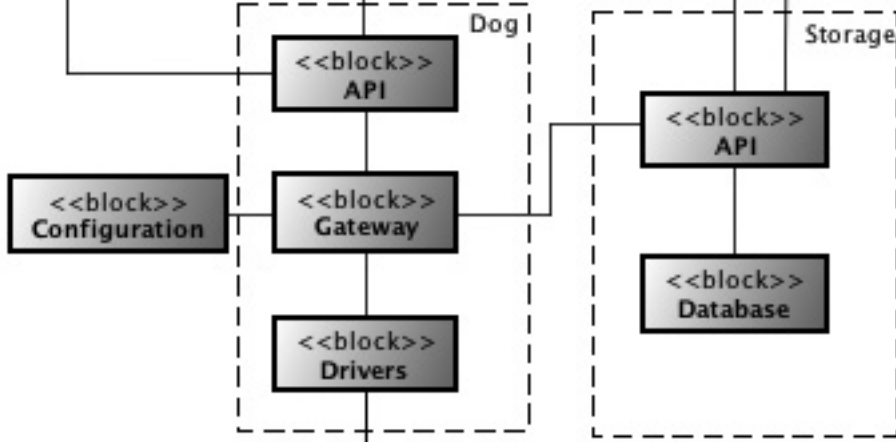 Dog
<<block>>
API
<<block>>
Configuration
<<block>>
Gateway
<<block>>
Drivers
Storage
<<block>>
API
<<block>>
Database